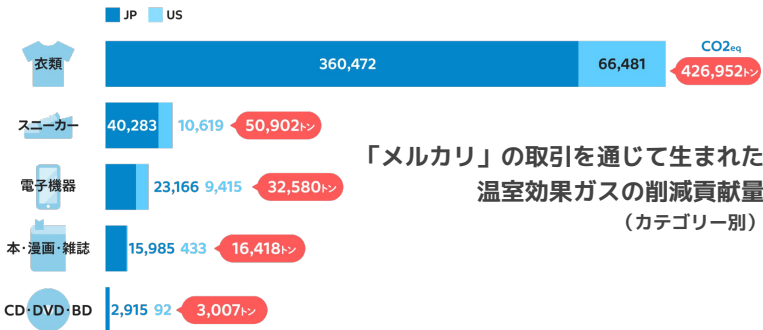 JP US
衣類 360,472 66,481 CO2eq
426,952トン
スニーカー 40,283 10,619 50,902トン
「メルカリ」の取引を通じて生まれた
温室効果ガスの削減貢献量
（カテゴリー別）
電子機器 23,166 9,415 32,580トン
本・漫画・雑誌 15,985 433 16,418トン
CD・DVD・BD 2,915 92 3,007トン